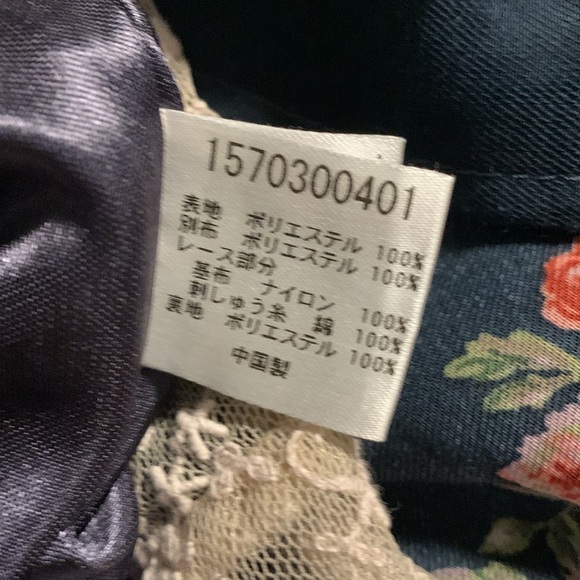 1570300401
表地 ポリエステル 100%
別布 ポリエステル 100%
レース部分
基布 ナイロン 100%
刺しゅう糸 綿 100%
裏地 ポリエステル 100%
中国製